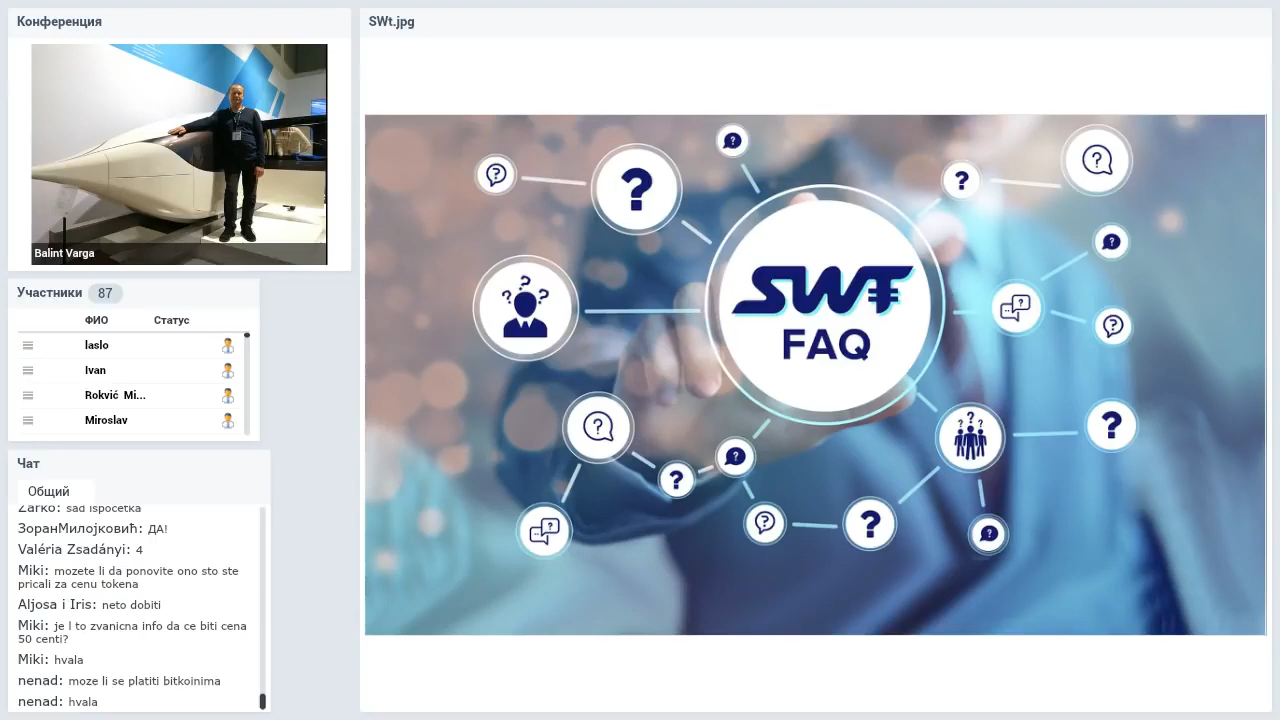 Конференция
Balint Varga
Участники 87
ФИО Статус
laslo
Ivan
Rokvić Mi...
Miroslav
Чат
Общий
Zarko: sad ispocetka
ЗоранМилојковић: ДА!
Valéria Zsadányi: 4
Miki: mozete li da ponovite ono sto ste
pricali za cenu tokena
Aljosa i Iris: neto dobiti
Miki: je l to zvanicna info da ce biti cena
50 centi?
Miki: hvala
nenad: moze li se platiti bitkoinima
nenad: hvala
SWt.jpg
SWT
FAQ